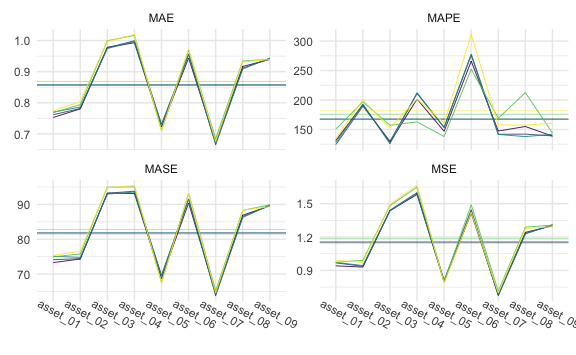 MAE
MAPE
1.0
0.9
0.8
0.7
300
250
200
150
MASE
MSE
90
80
70
1.5
1.2
0.9
asset_01
asset_02
asset_03
asset_04
asset_05
asset_06
asset_07
asset_08
asset_09
asset_01
asset_02
asset_03
asset_04
asset_05
asset_06
asset_07
asset_08
asset_09